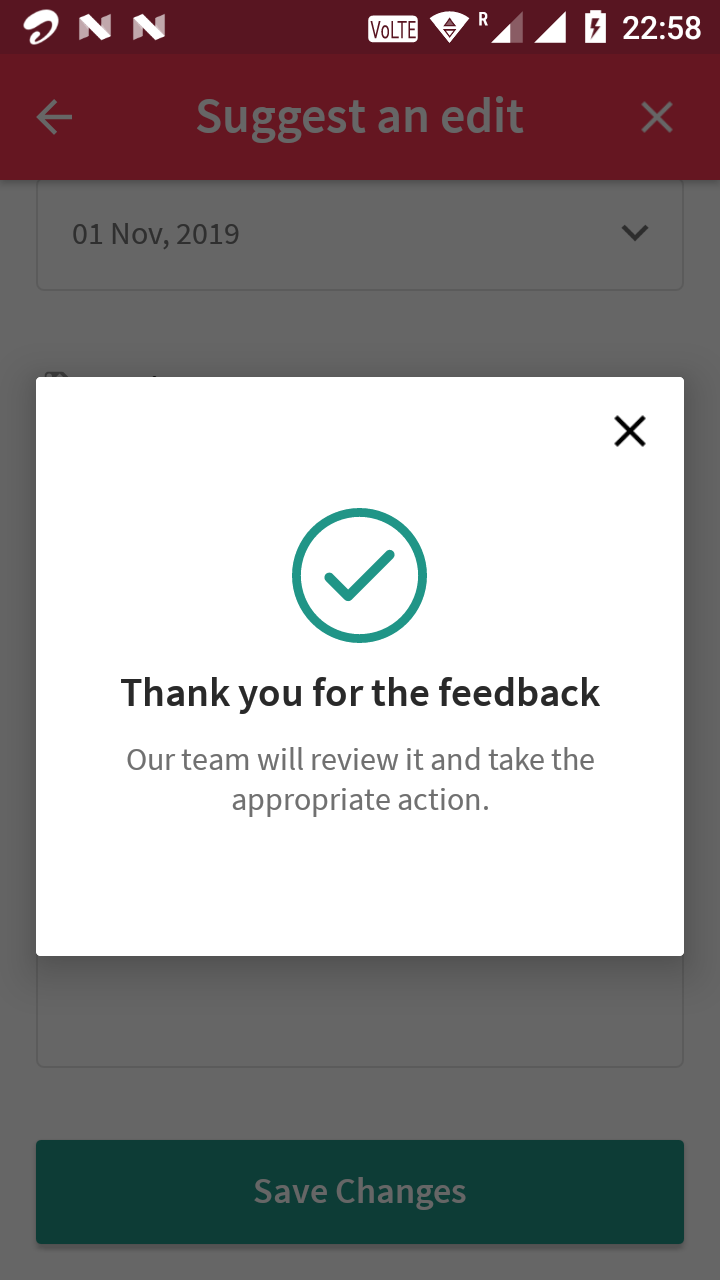 VoLTE R 22:58
Suggest an edit
01 Nov, 2019
Thank you for the feedback
Our team will review it and take the
appropriate action.
Save Changes